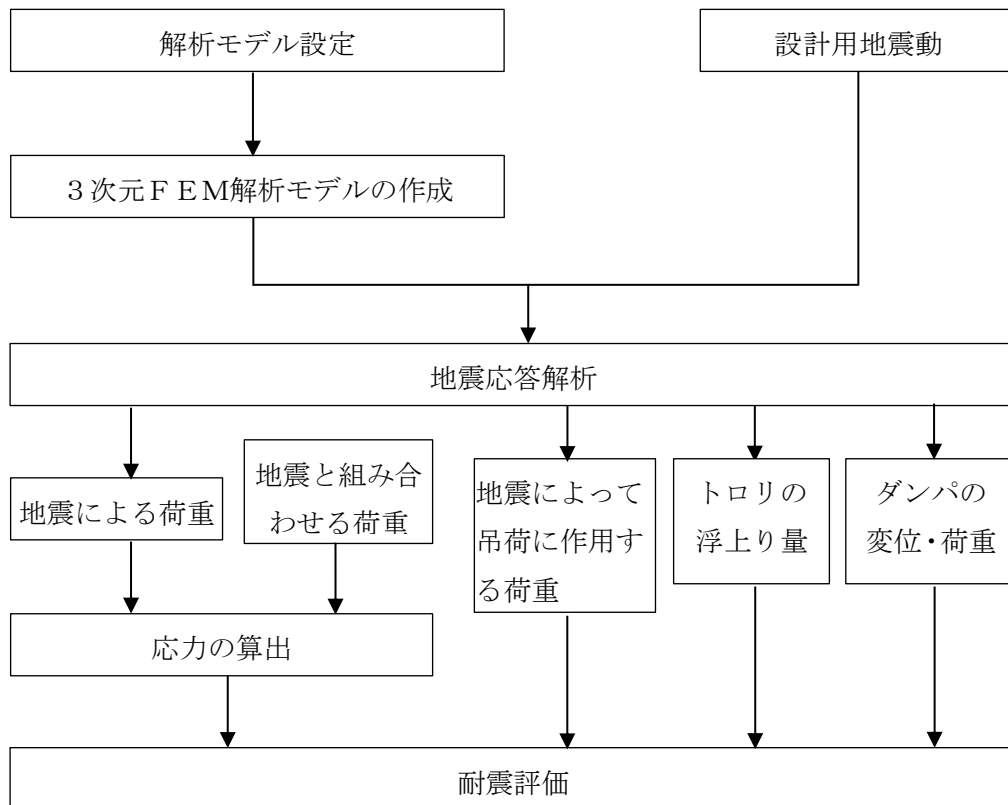 解析モデル設定
設計用地震動
３次元ＦＥＭ解析モデルの作成
地震応答解析
地震による荷重
地震と組み合
わせる荷重
地震によって
吊荷に作用す
る荷重
トロリの
浮上り量
ダンパの
変位・荷重
応力の算出
耐震評価